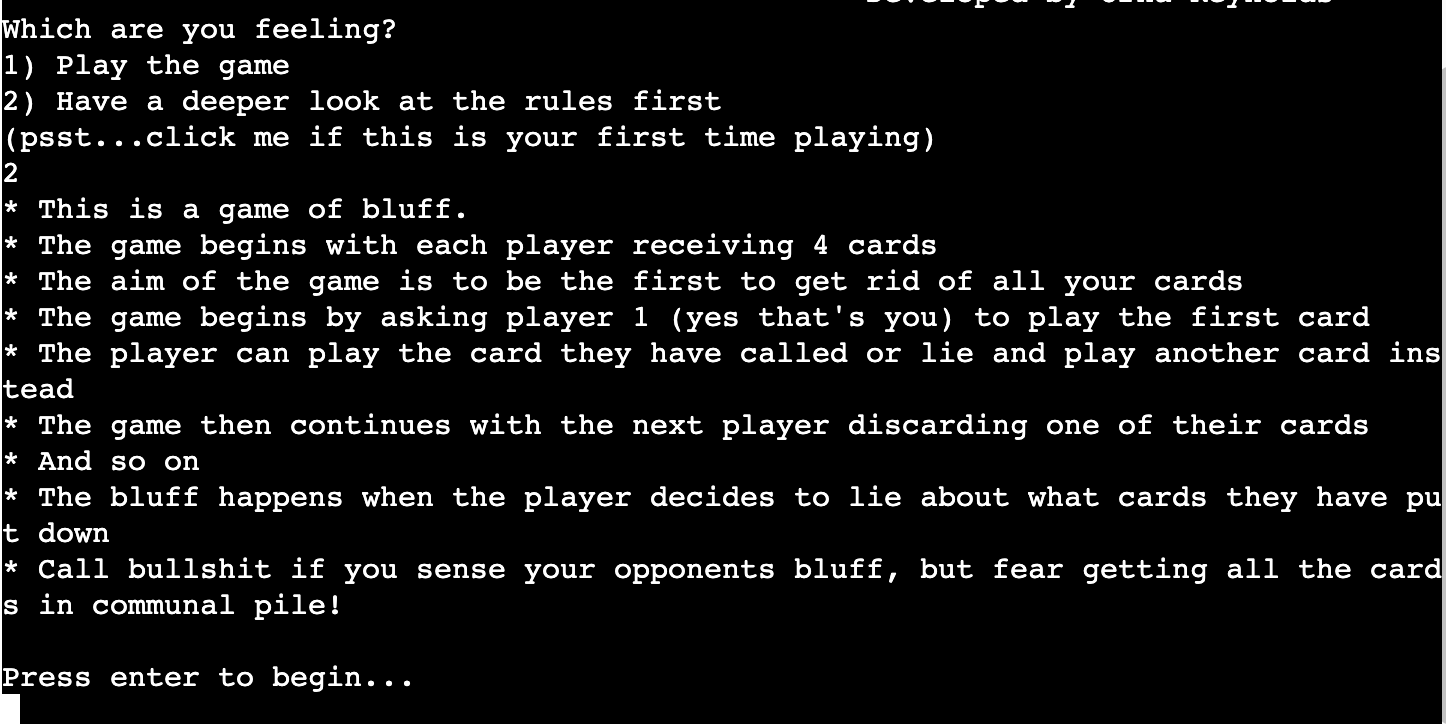 Which are you feeling?
1) Play the game
2) Have a deeper look at the rules first
(psst...click me if this is your first time playing)
2
* This is a game of bluff.
* The game begins with each player receiving 4 cards
* The aim of the game is to be the first to get rid of all your cards
* The game begins by asking player 1 (yes that's you) to play the first card
* The player can play the card they have called or lie and play another card ins
tead
* The game then continues with the next player discarding one of their cards
* And so on
* The bluff happens when the player decides to lie about what cards they have pu
t down
* Call bullshit if you sense your opponents bluff, but fear getting all the card
s in communal pile!
Press enter to begin...